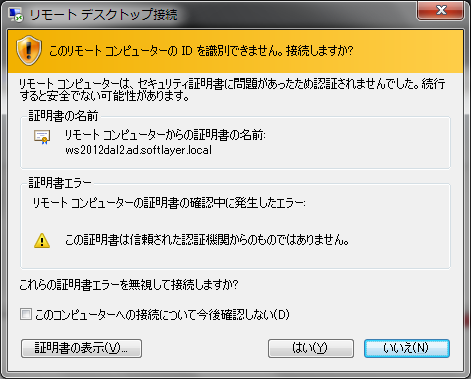 リモート デスクトップ接続
このリモート コンピューターの ID を識別できません。接続しますか?
リモート コンピューターは、セキュリティ証明書に問題があったため認証されませんでした。続行
すると安全でない可能性があります。
証明書の名前
リモート コンピューターからの証明書の名前:
ws2012dal2.ad.softlayer.local
証明書エラー
リモート コンピューターの証明書の確認中に発生したエラー:
この証明書は信頼された認証機関からのものではありません。
これらの証明書エラーを無視して接続しますか?
このコンピューターへの接続について今後確認しない(D)
証明書の表示(V)...
はい(Y)
いいえ(N)